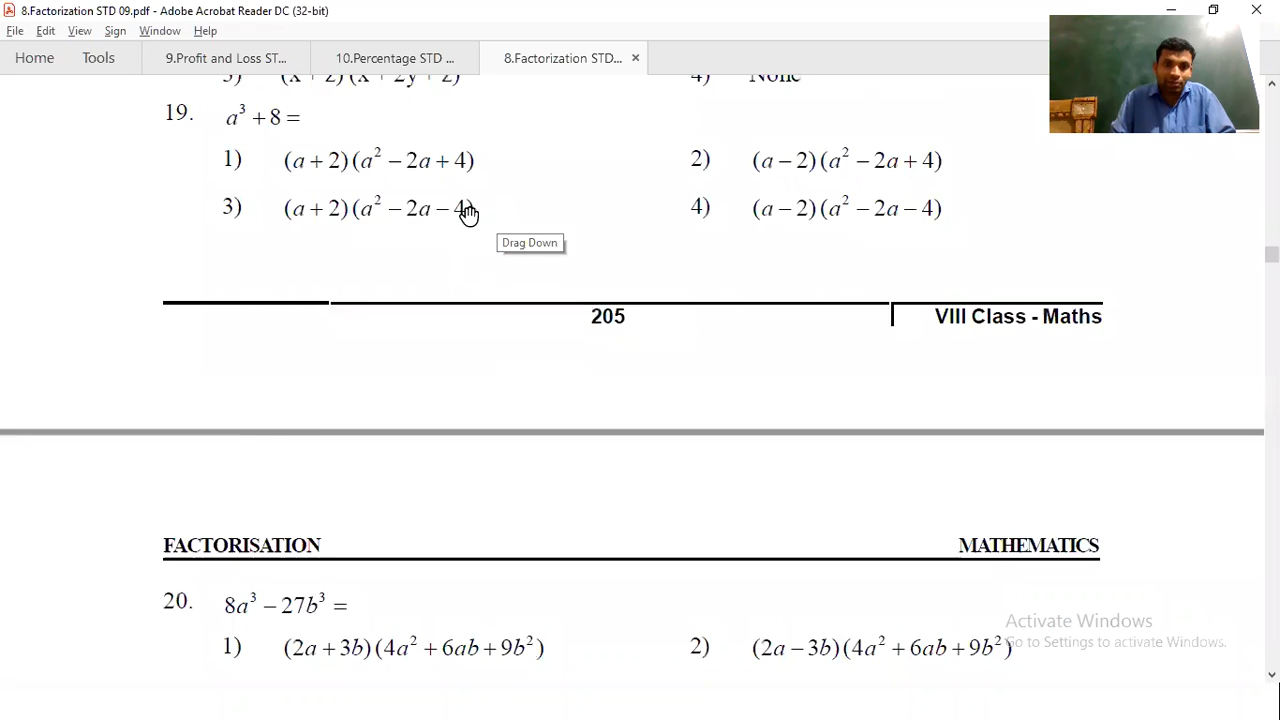 8.Factorization STD 09.pdf - Adobe Acrobat Reader DC (32-bit)
File Edit View Sign Window Help
Home Tools 9.Profit and Loss ST... 10.Percentage STD ... 8.Factorization STD... ×
3) (x + z)(x + 2y + z) 4) None
19. a³ + 8 =
1) (a + 2)(a² − 2a + 4) 2) (a − 2)(a² − 2a + 4)
3) (a + 2)(a² − 2a − 4) 4) (a − 2)(a² − 2a − 4)
Drag Down
205 VIII Class - Maths
FACTORISATION MATHEMATICS
20. 8a³ − 27b³ =
1) (2a + 3b)(4a² + 6ab + 9b²) 2) (2a − 3b)(4a² + 6ab + 9b²)
Activate Windows
Go to Settings to activate Windows.